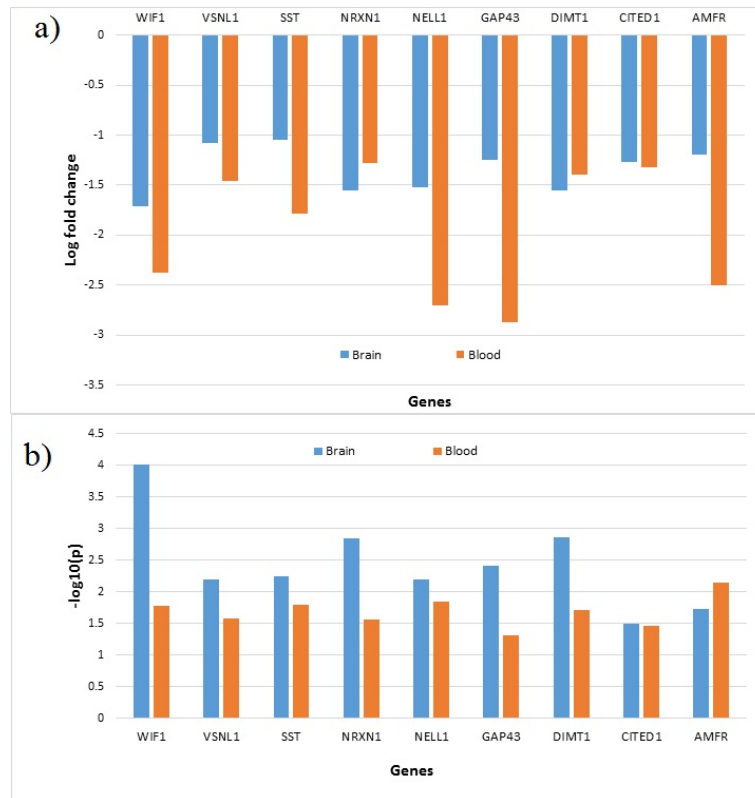 a)
WIF1 VSNL1 SST NRXN1 NELL1 GAP43 DIMT1 CITED1 AMFR
0
-0.5
-1
-1.5
-2
-2.5
-3
-3.5
Log fold change
Brain Blood
Genes
b)
4.5
4
3.5
3
2.5
2
1.5
1
0.5
0
-log10(p)
Brain Blood
WIF1 VSNL1 SST NRXN1 NELL1 GAP43 DIMT1 CITED1 AMFR
Genes